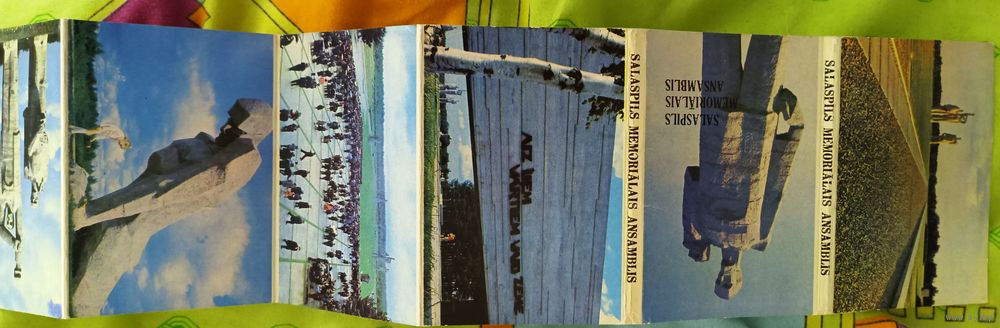 AIZ ŠIEM
VĀRTIEM VAID ZEME
SALASPILS MEMORIĀLAIS ANSAMBLIS
SALASPILS
MEMORIĀLAIS
ANSAMBLIS
SALASPILS MEMORIĀLAIS ANSAMBLIS